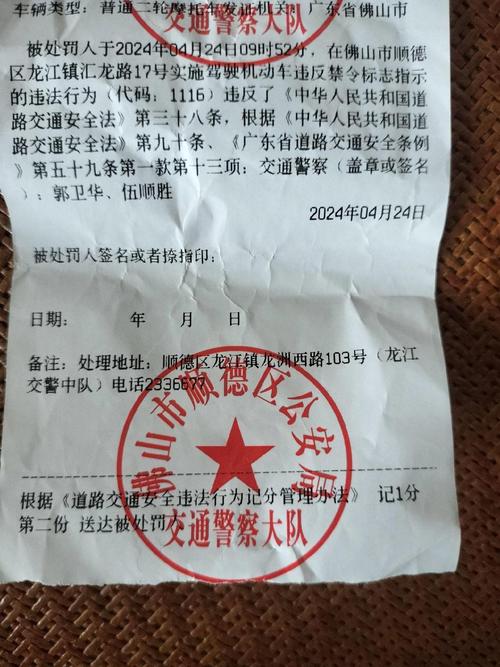 交通警察大队
车辆类型：普通二轮摩托车发证机关：广东省佛山市
被处罚人于2024年04月24日09时52分，在佛山市顺德
区龙江镇汇龙路17号实施驾驶机动车违反禁令标志指示
的违法行为（代码：1116）违反了《中华人民共和国道
路交通安全法》第三十八条，根据《中华人民共和国道
路交通安全法》第九十条、《广东省道路交通安全条例
》第五十九条第一款第十三项：交通警察（盖章或签名
）：郭卫华、伍顺胜
2024年04月24日
被处罚人签名或者捺指印：
日期： 年 月 日
备注：处理地址：顺德区龙江镇龙洲西路103号（龙江
交警中队）电话2336677
佛山市顺德区公安局
根据《道路交通安全违法行为记分管理办法》 记1分
第二份 送达被处罚人
交通警察大队